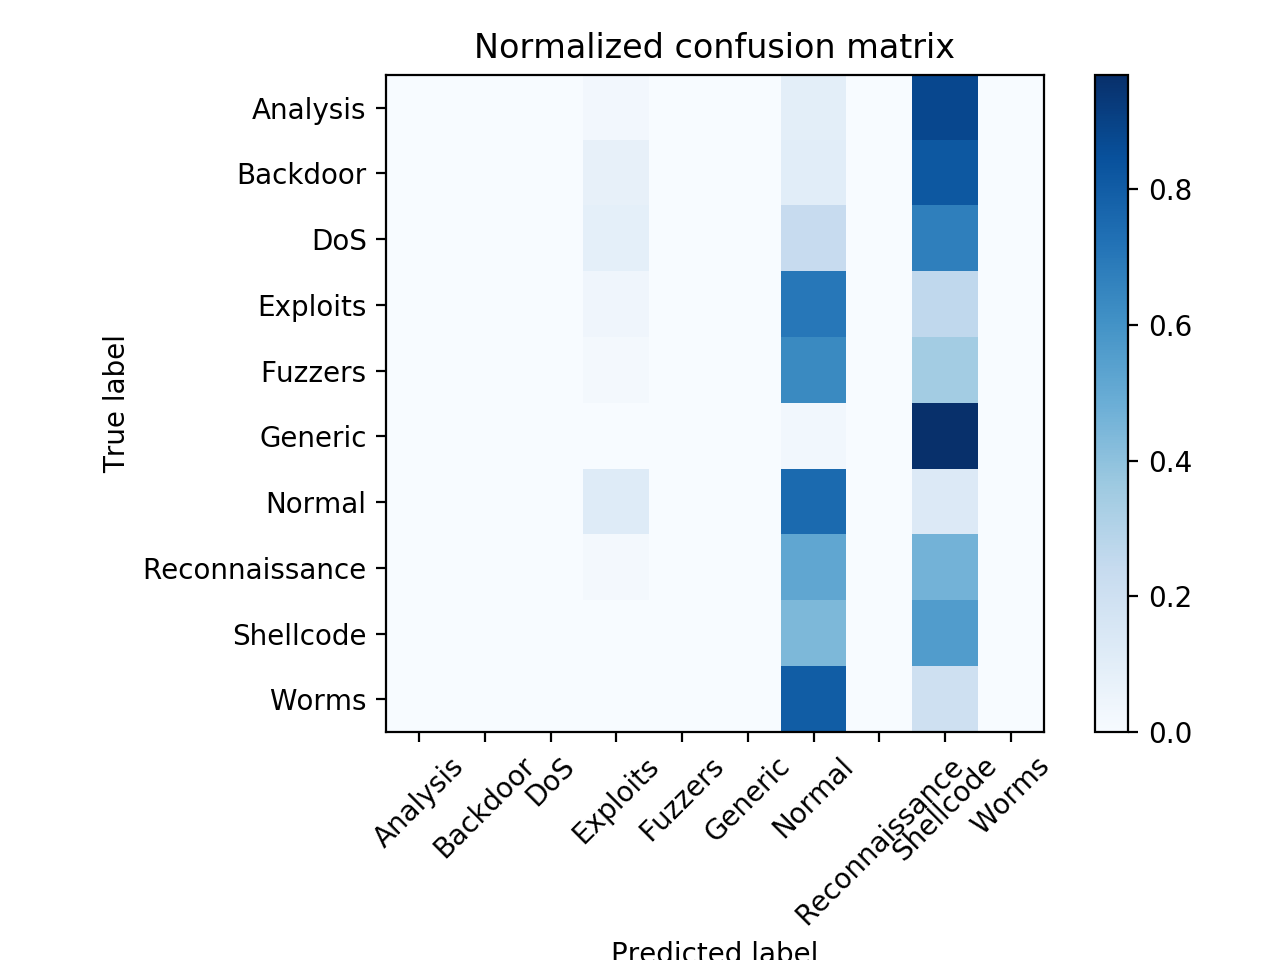 Normalized confusion matrix
True label
Analysis
Backdoor
DoS
Exploits
Fuzzers
Generic
Normal
Reconnaissance
Shellcode
Worms
0.8
0.6
0.4
0.2
0.0
Analysis
Backdoor
DoS
Exploits
Fuzzers
Generic
Normal
Reconnaissance
Shellcode
Worms
Predicted label